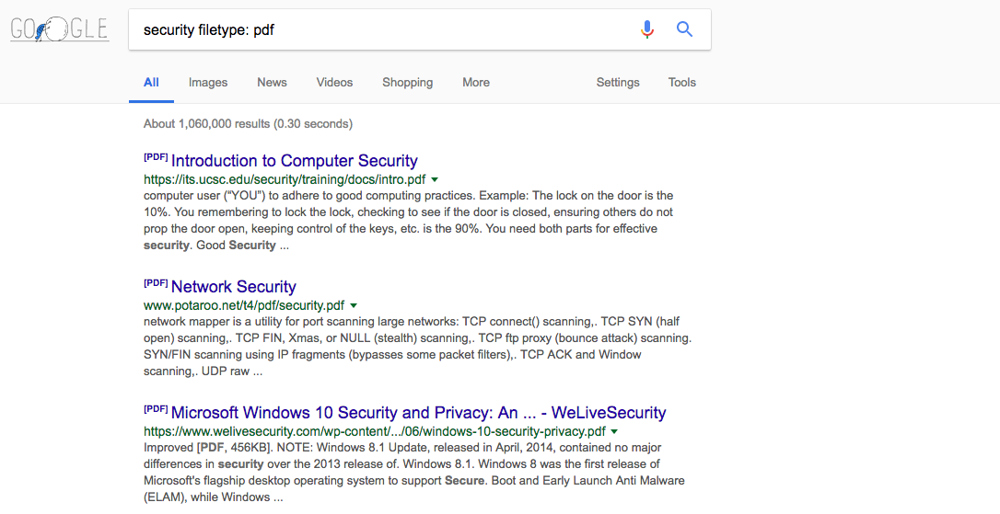 GOOGLE
security filetype: pdf
All Images News Videos Shopping More Settings Tools
About 1,060,000 results (0.30 seconds)
[PDF] Introduction to Computer Security
https://its.ucsc.edu/security/training/docs/intro.pdf
computer user (“YOU”) to adhere to good computing practices. Example: The lock on the door is the
10%. You remembering to lock the lock, checking to see if the door is closed, ensuring others do not
prop the door open, keeping control of the keys, etc. is the 90%. You need both parts for effective
security. Good Security ...
[PDF] Network Security
www.potaroo.net/t4/pdf/security.pdf
network mapper is a utility for port scanning large networks: TCP connect() scanning,. TCP SYN (half
open) scanning,. TCP FIN, Xmas, or NULL (stealth) scanning,. TCP ftp proxy (bounce attack) scanning.
SYN/FIN scanning using IP fragments (bypasses some packet filters),. TCP ACK and Window
scanning,. UDP raw ...
[PDF] Microsoft Windows 10 Security and Privacy: An ... - WeLiveSecurity
https://www.welivesecurity.com/wp-content/.../06/windows-10-security-privacy.pdf
Improved [PDF, 456KB]. NOTE: Windows 8.1 Update, released in April, 2014, contained no major
differences in security over the 2013 release of. Windows 8.1. Windows 8 was the first release of
Microsoft's flagship desktop operating system to support Secure. Boot and Early Launch Anti Malware
(ELAM), while Windows ...